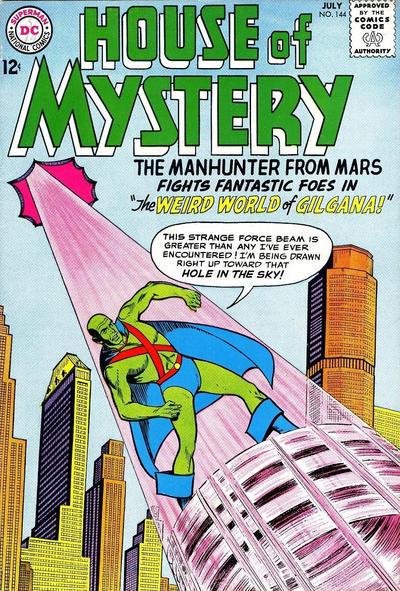 SUPERMAN
DC
NATIONAL COMICS
12¢
JULY
NO. 144
APPROVED
BY THE
COMICS
CODE
CA
AUTHORITY
HOUSE of
MYSTERY
THE MANHUNTER FROM MARS
FIGHTS FANTASTIC FOES IN
"The WEIRD WORLD of GILGANA!"
THIS STRANGE FORCE BEAM IS
GREATER THAN ANY I'VE EVER
ENCOUNTERED! I'M BEING DRAWN
RIGHT UP TOWARD THAT
HOLE IN THE SKY!